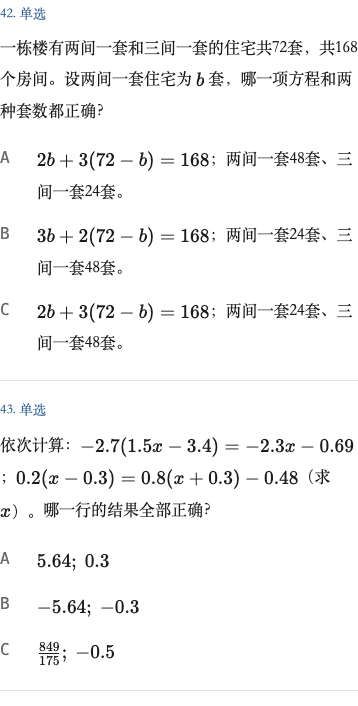 42. 单选
一栋楼有两间一套和三间一套的住宅共72套，共168
个房间。设两间一套住宅为 b 套，哪一项方程和两
种套数都正确？
A 2b + 3(72 − b) = 168；两间一套48套、三
间一套24套。
B 3b + 2(72 − b) = 168；两间一套24套、三
间一套48套。
C 2b + 3(72 − b) = 168；两间一套24套、三
间一套48套。
43. 单选
依次计算：−2.7(1.5x − 3.4) = −2.3x − 0.69
；0.2(x − 0.3) = 0.8(x + 0.3) − 0.48（求
x）。哪一行的结果全部正确？
A 5.64; 0.3
B −5.64; −0.3
C 849/175; −0.5